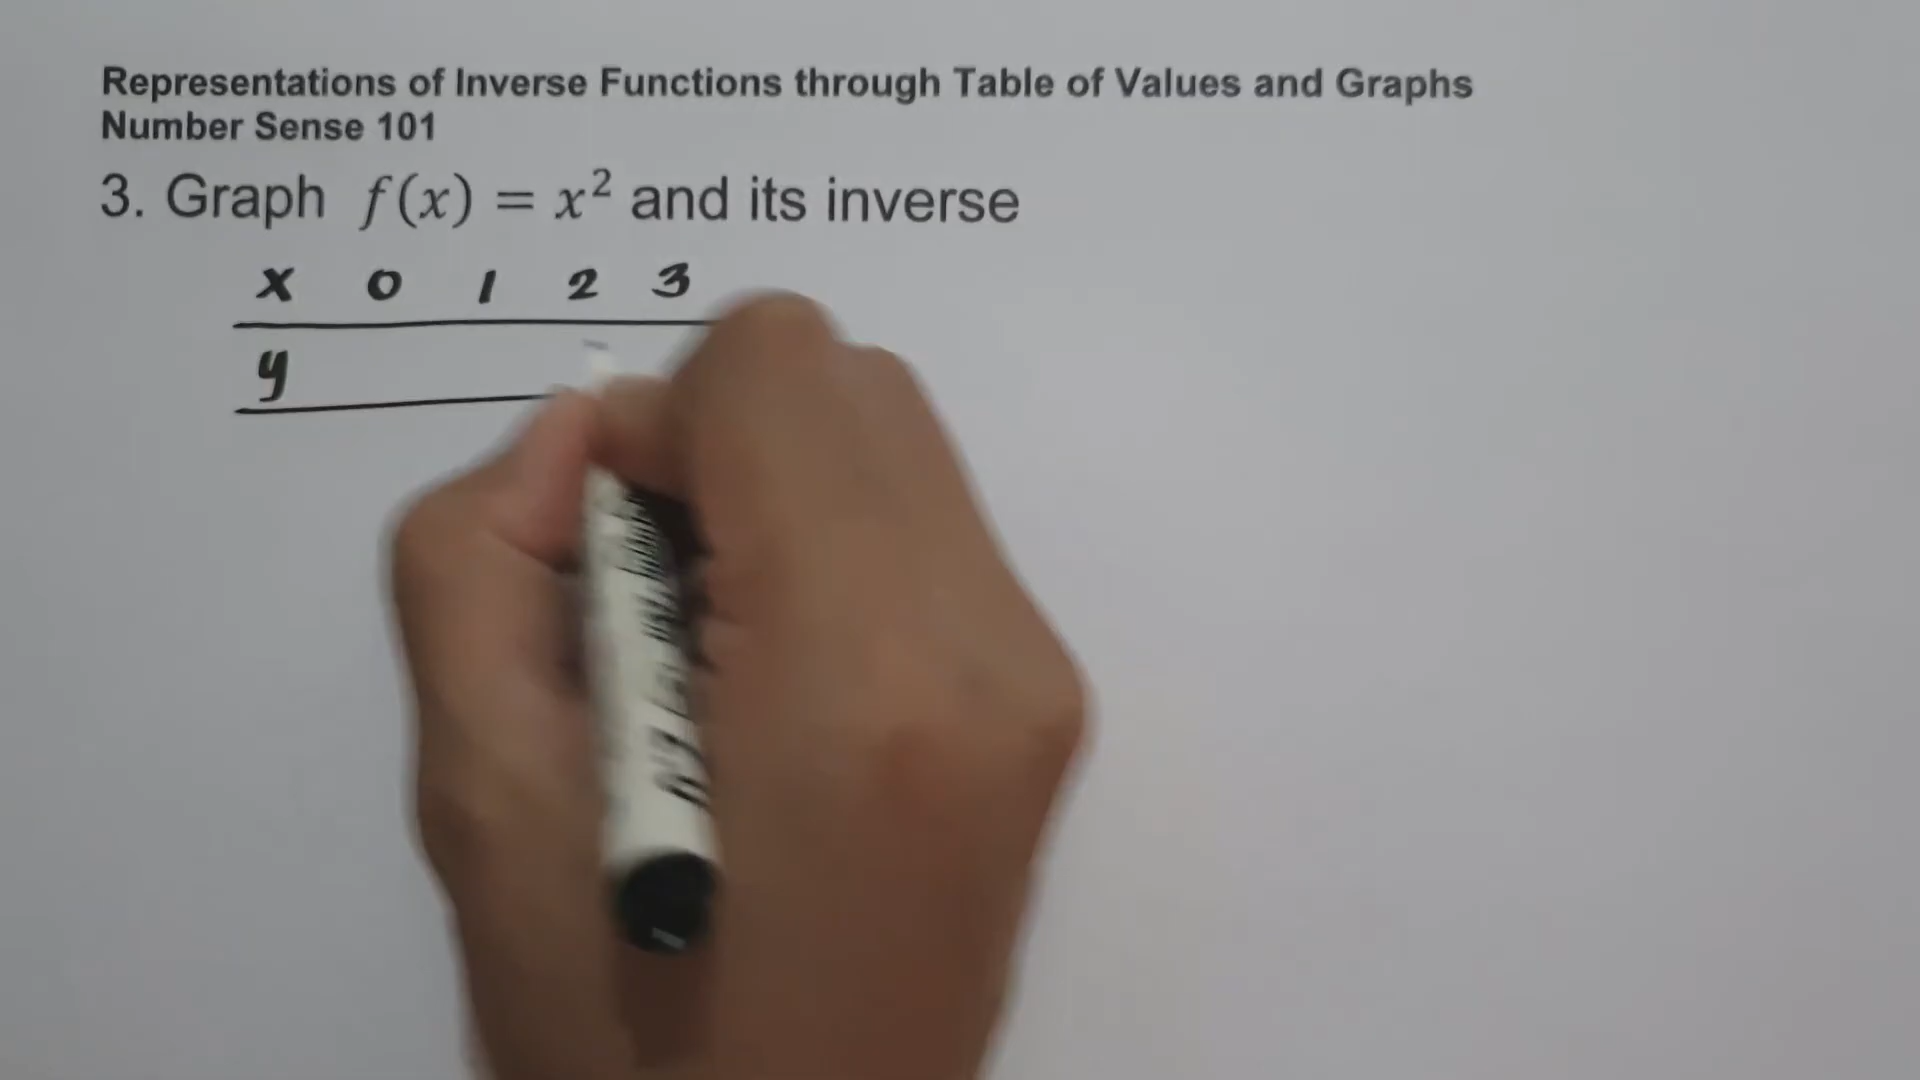 Representations of Inverse Functions through Table of Values and Graphs
Number Sense 101
3. Graph f(x) = x² and its inverse
x 0 1 2 3
y